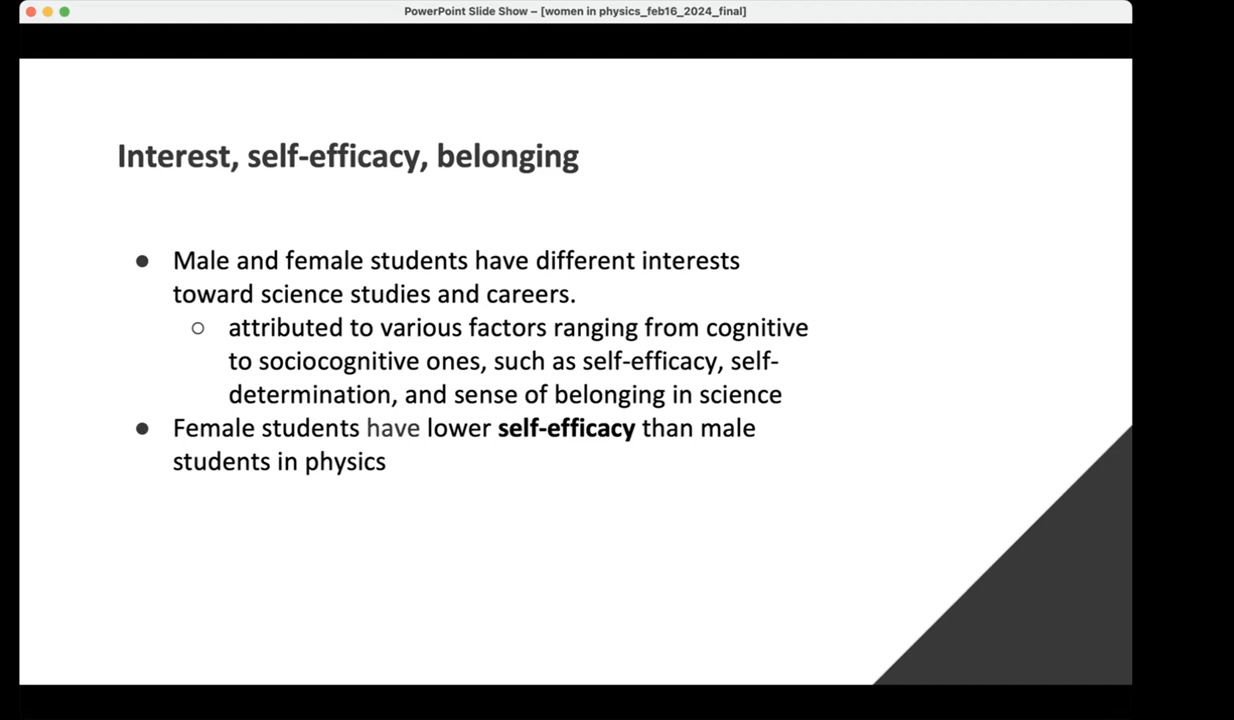 PowerPoint Slide Show – [women in physics_feb16_2024_final]
Interest, self-efficacy, belonging
● Male and female students have different interests
toward science studies and careers.
○ attributed to various factors ranging from cognitive
to sociocognitive ones, such as self-efficacy, self-
determination, and sense of belonging in science
● Female students have lower self-efficacy than male
students in physics